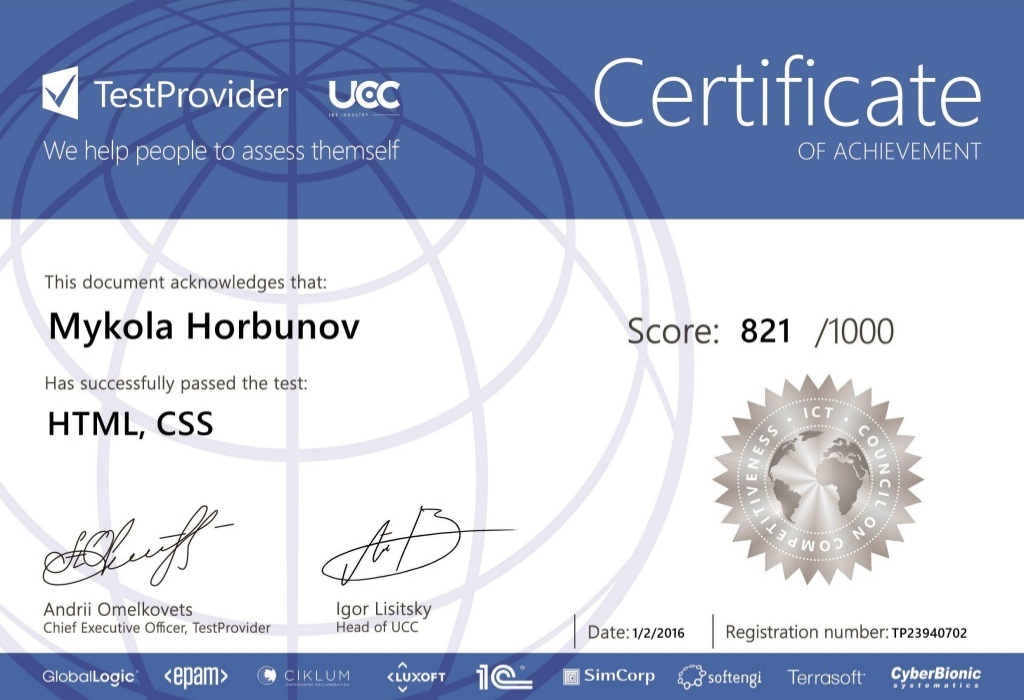 TestProvider
UCC
ICT INDUSTRY
We help people to assess themself
Certificate
OF ACHIEVEMENT
This document acknowledges that:
Mykola Horbunov
Score: 821 /1000
Has successfully passed the test:
HTML, CSS
ICT • COUNCIL ON COMPETITIVENESS •
Andrii Omelkovets
Chief Executive Officer, TestProvider
Igor Lisitsky
Head of UCC
Date: 1/2/2016
Registration number: TP23940702
GlobalLogic
<epam>
CIKLUM
LUXOFT
1C
SimCorp
softengi
Terrasoft
CyberBionic
systematics